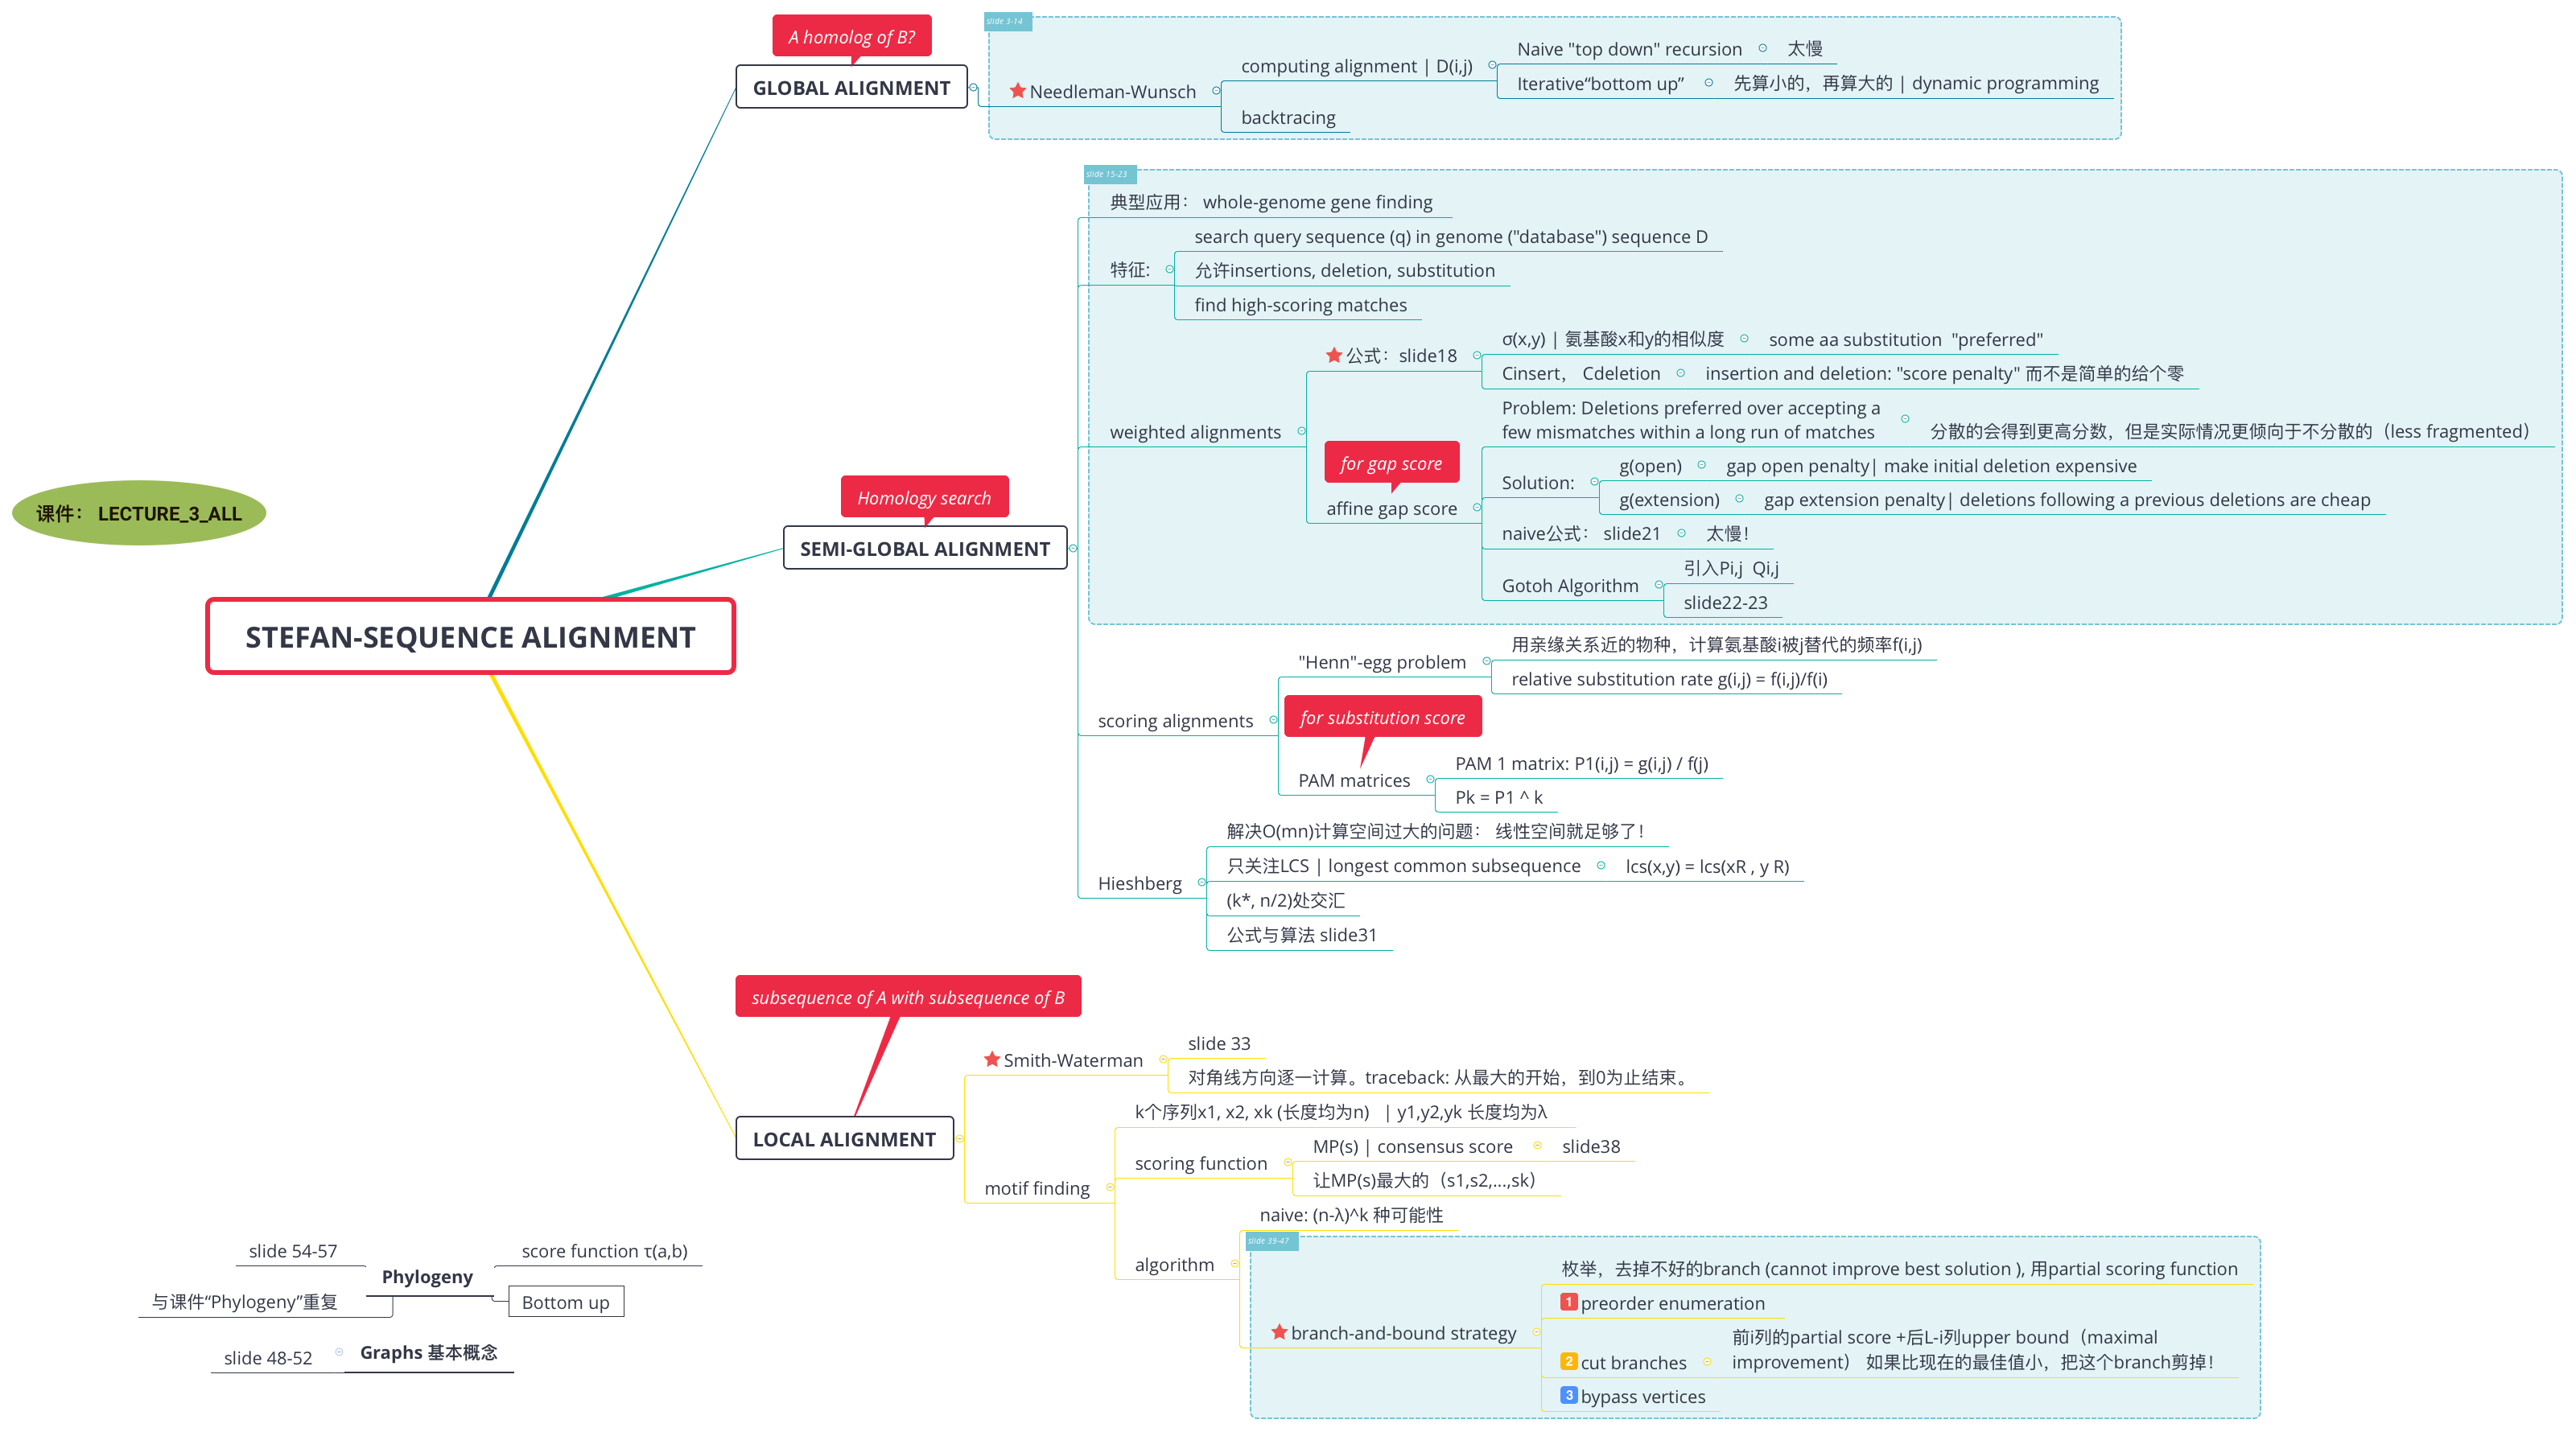 A homolog of B?
GLOBAL ALIGNMENT
slide 3-14
Needleman-Wunsch
computing alignment | D(i,j)
Naive "top down" recursion
太慢
Iterative“bottom up”
先算小的，再算大的 | dynamic programming
backtracing
slide 15-23
典型应用： whole-genome gene finding
特征:
search query sequence (q) in genome ("database") sequence D
允许insertions, deletion, substitution
find high-scoring matches
weighted alignments
公式：slide18
σ(x,y) | 氨基酸x和y的相似度
some aa substitution "preferred"
Cinsert， Cdeletion
insertion and deletion: "score penalty" 而不是简单的给个零
for gap score
affine gap score
Problem: Deletions preferred over accepting a
few mismatches within a long run of matches
分散的会得到更高分数，但是实际情况更倾向于不分散的（less fragmented）
Solution:
g(open)
gap open penalty| make initial deletion expensive
g(extension)
gap extension penalty| deletions following a previous deletions are cheap
naive公式： slide21
太慢！
Gotoh Algorithm
引入Pi,j Qi,j
slide22-23
Homology search
SEMI-GLOBAL ALIGNMENT
课件： LECTURE_3_ALL
STEFAN-SEQUENCE ALIGNMENT
scoring alignments
"Henn"-egg problem
用亲缘关系近的物种，计算氨基酸i被j替代的频率f(i,j)
relative substitution rate g(i,j) = f(i,j)/f(i)
for substitution score
PAM matrices
PAM 1 matrix: P1(i,j) = g(i,j) / f(j)
Pk = P1 ^ k
Hieshberg
解决O(mn)计算空间过大的问题： 线性空间就足够了！
只关注LCS | longest common subsequence
lcs(x,y) = lcs(xR , y R)
(k*, n/2)处交汇
公式与算法 slide31
subsequence of A with subsequence of B
LOCAL ALIGNMENT
Smith-Waterman
slide 33
对角线方向逐一计算。traceback: 从最大的开始，到0为止结束。
motif finding
k个序列x1, x2, xk (长度均为n) | y1,y2,yk 长度均为λ
scoring function
MP(s) | consensus score
slide38
让MP(s)最大的（s1,s2,...,sk）
algorithm
naive: (n-λ)^k 种可能性
slide 39-47
branch-and-bound strategy
枚举，去掉不好的branch (cannot improve best solution ), 用partial scoring function
1 preorder enumeration
2 cut branches
前i列的partial score +后L-i列upper bound（maximal
improvement） 如果比现在的最佳值小，把这个branch剪掉！
3 bypass vertices
slide 54-57
Phylogeny
score function τ(a,b)
与课件“Phylogeny”重复
Bottom up
slide 48-52
Graphs 基本概念